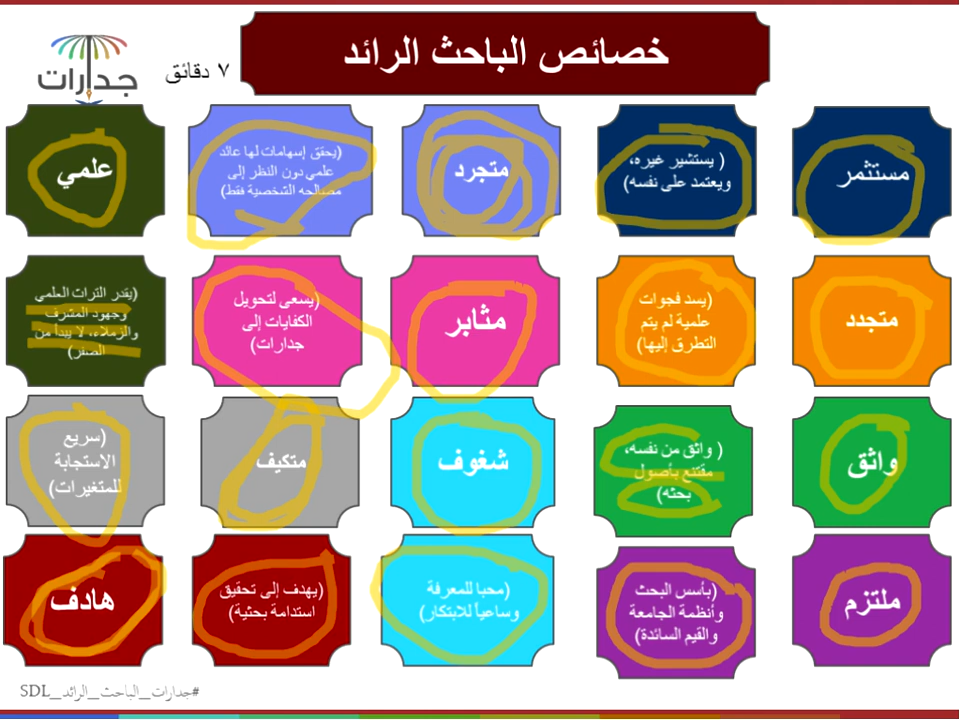 خصائص الباحث الرائد
٧ دقائق
جدارات
مستثمر
( يستشير غيره،
ويعتمد على نفسه)
متجرد
(يحقق إسهامات لها عائد
علمي دون النظر إلى
مصالحه الشخصية فقط)
علمي
متجدد
(يسد فجوات
علمية لم يتم
التطرق إليها)
مثابر
(يسعى لتحويل
الكفايات إلى
جدارات)
(يقدر التراث العلمي
وجهود المشرف
والزملاء، لا يبدأ من
الصفر)
واثق
( واثق من نفسه،
مقتنع بأصول
بحثه)
شغوف
متكيف
(سريع
الاستجابة
للمتغيرات)
ملتزم
(بأسس البحث
وأنظمة الجامعة
والقيم السائدة)
(محبا للمعرفة
وساعياً للابتكار)
(يهدف إلى تحقيق
استدامة بحثية)
هادف
#جدارات_الباحث_الرائد_SDL